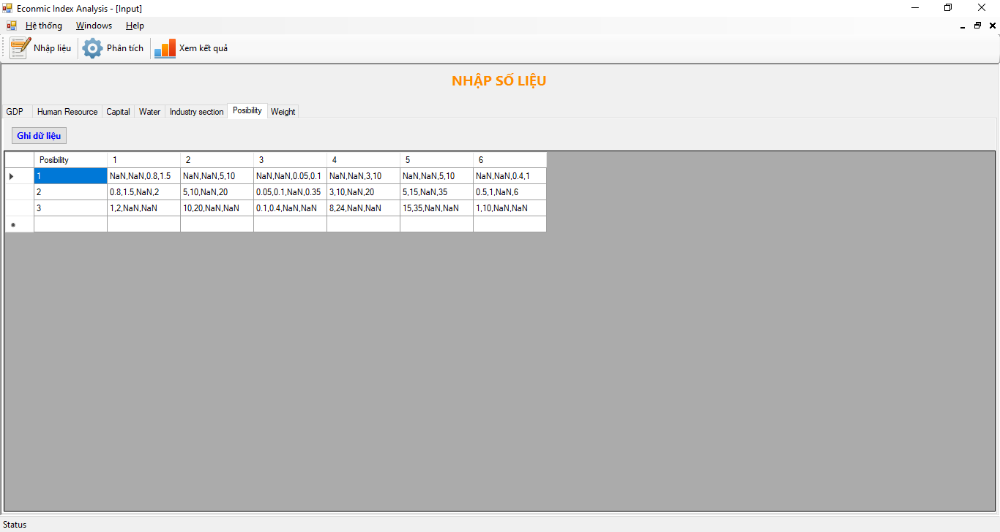 Econmic Index Analysis - [Input]
Hệ thống Windows Help
Nhập liệu Phân tích Xem kết quả
NHẬP SỐ LIỆU
GDP Human Resource Capital Water Industry section Posibility Weight
Ghi dữ liệu
Posibility 1 2 3 4 5 6
1 NaN,NaN,0.8,1.5 NaN,NaN,5,10 NaN,NaN,0.05,0.1 NaN,NaN,3,10 NaN,NaN,5,10 NaN,NaN,0.4,1
2 0.8,1.5,NaN,2 5,10,NaN,20 0.05,0.1,NaN,0.35 3,10,NaN,20 5,15,NaN,35 0.5,1,NaN,6
3 1,2,NaN,NaN 10,20,NaN,NaN 0.1,0.4,NaN,NaN 8,24,NaN,NaN 15,35,NaN,NaN 1,10,NaN,NaN
Status